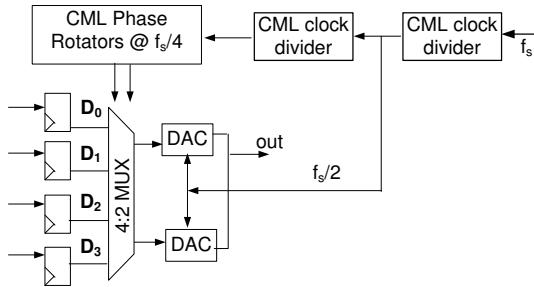 CML Phase
Rotators @ fs/4
CML clock
divider
CML clock
divider
fs
D0
D1
D2
D3
4:2 MUX
DAC
out
fs/2
DAC